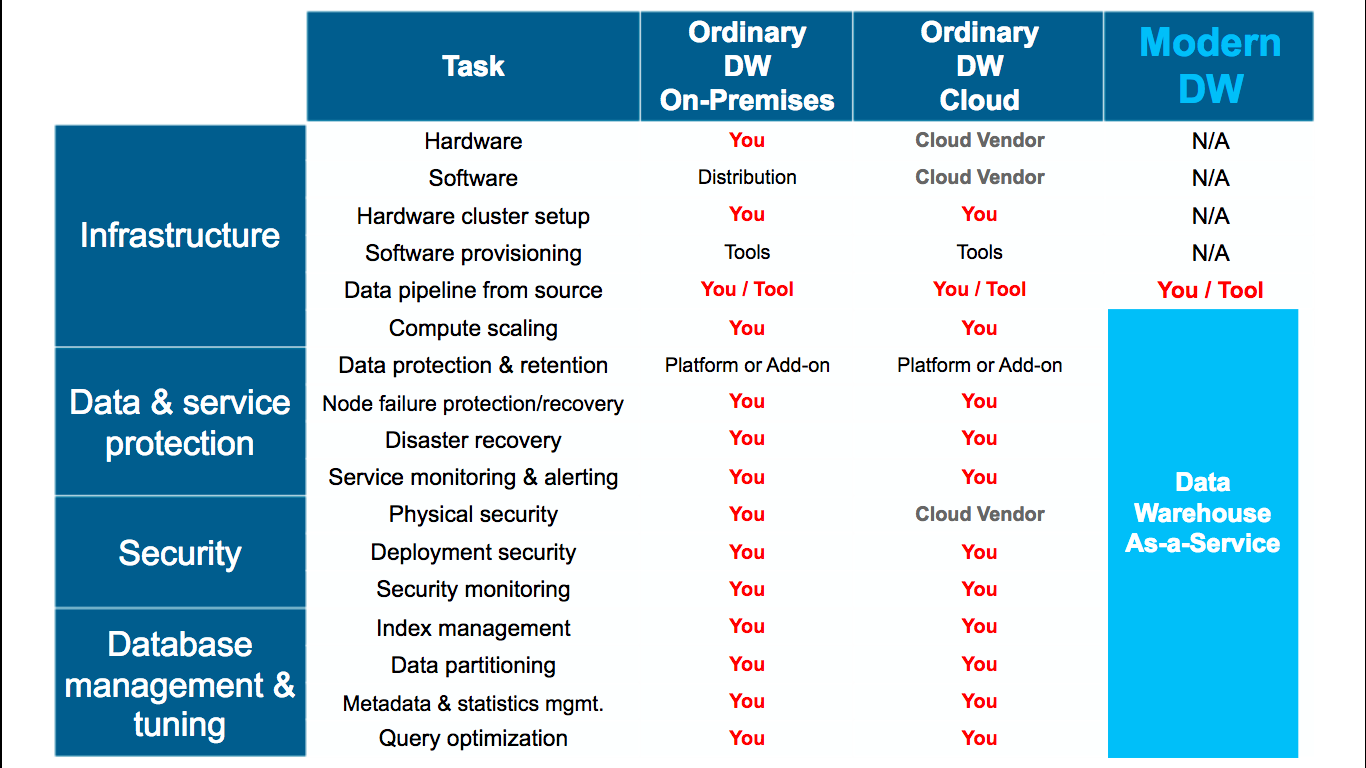 Task
Ordinary
DW
On-Premises
Ordinary
DW
Cloud
Modern
DW
Infrastructure
Hardware You Cloud Vendor N/A
Software Distribution Cloud Vendor N/A
Hardware cluster setup You You N/A
Software provisioning Tools Tools N/A
Data pipeline from source You / Tool You / Tool You / Tool
Compute scaling You You
Data & service
protection
Data protection & retention Platform or Add-on Platform or Add-on
Node failure protection/recovery You You
Disaster recovery You You
Service monitoring & alerting You You
Security
Physical security You Cloud Vendor
Deployment security You You
Security monitoring You You
Database
management &
tuning
Index management You You
Data partitioning You You
Metadata & statistics mgmt. You You
Query optimization You You
Data
Warehouse
As-a-Service